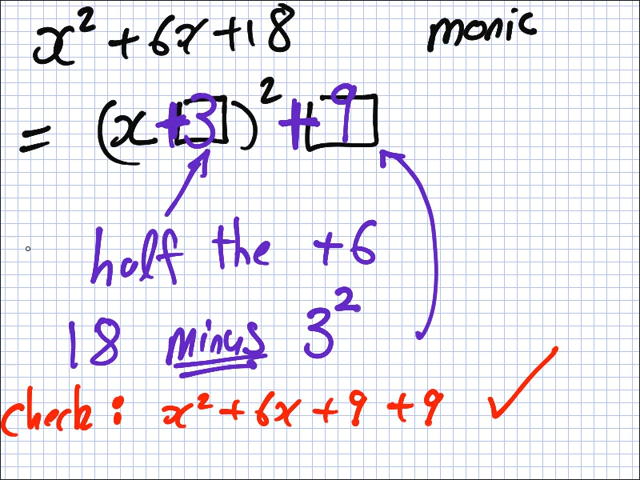 x² + 6x + 18 monic
= (x + 3)² + 9
half the +6
18 minus 3²
check: x² + 6x + 9 + 9 ✓